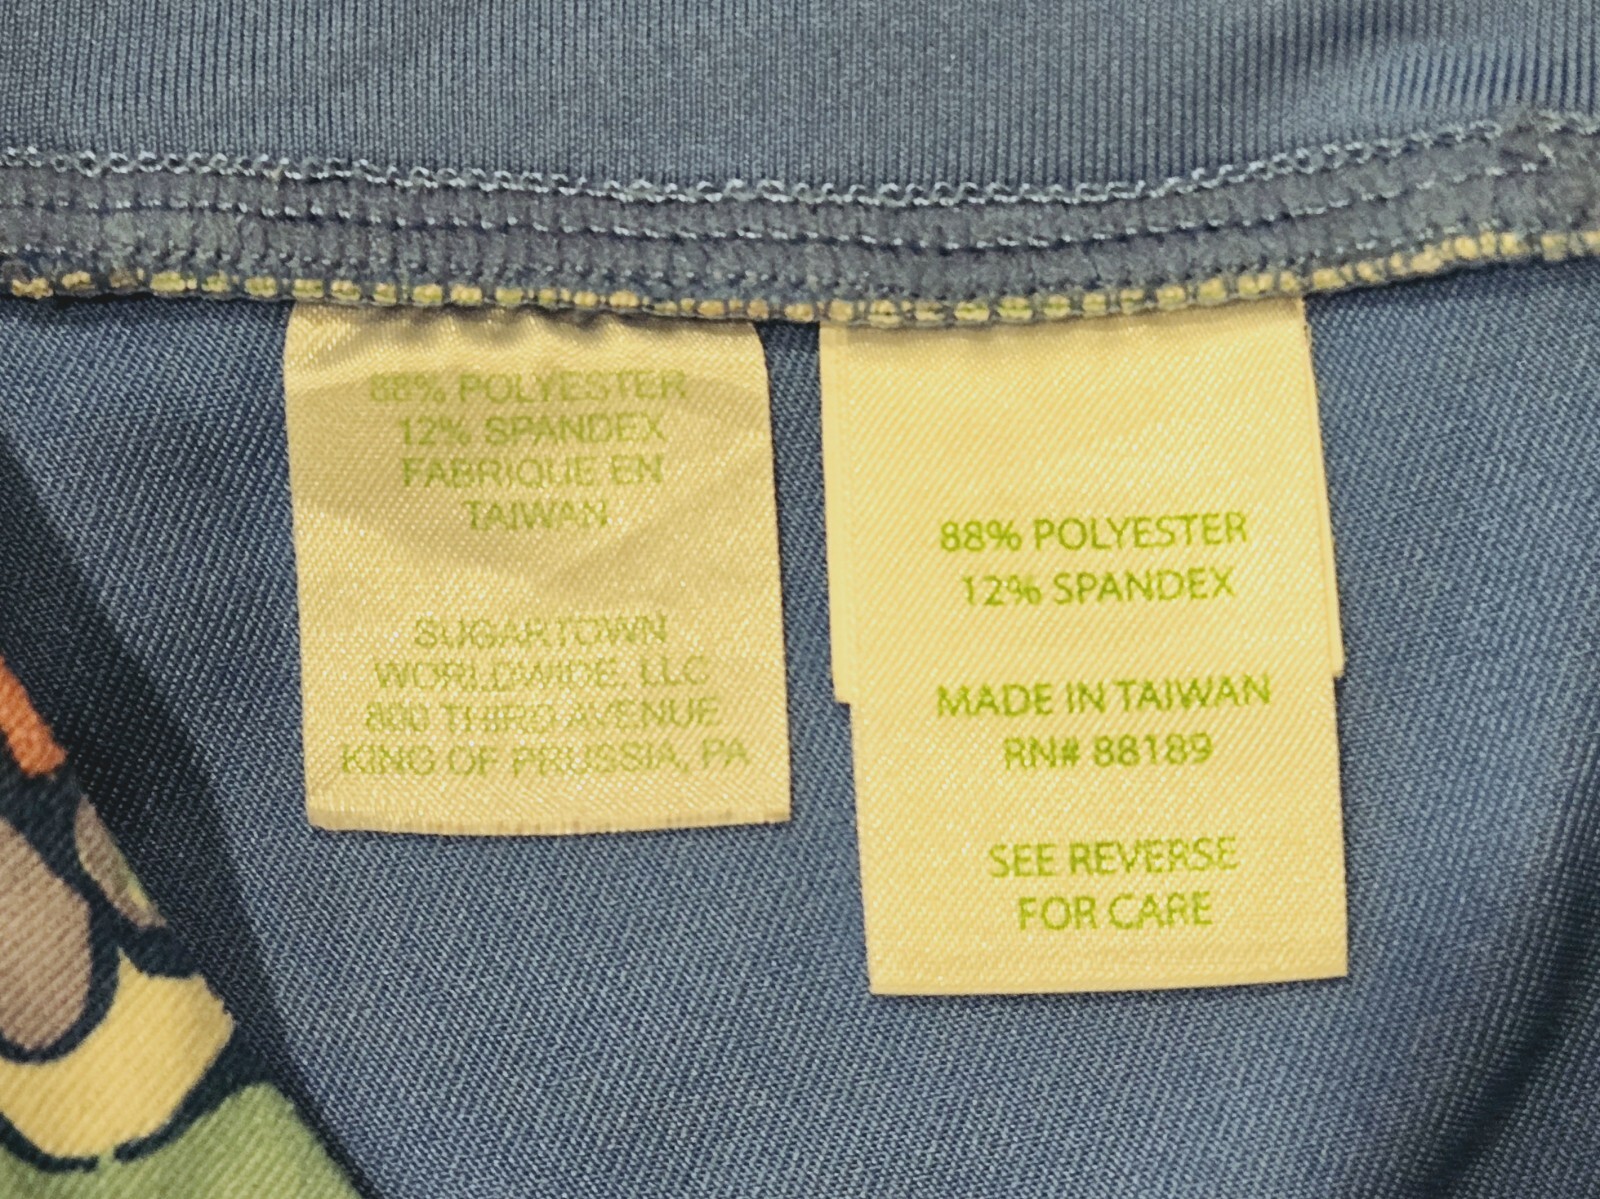 88% POLYESTER
12% SPANDEX
FABRIQUE EN
TAIWAN
SUGARTOWN
WORLDWIDE, LLC
800 THIRD AVENUE
KING OF PRUSSIA, PA
88% POLYESTER
12% SPANDEX
MADE IN TAIWAN
RN# 88189
SEE REVERSE
FOR CARE